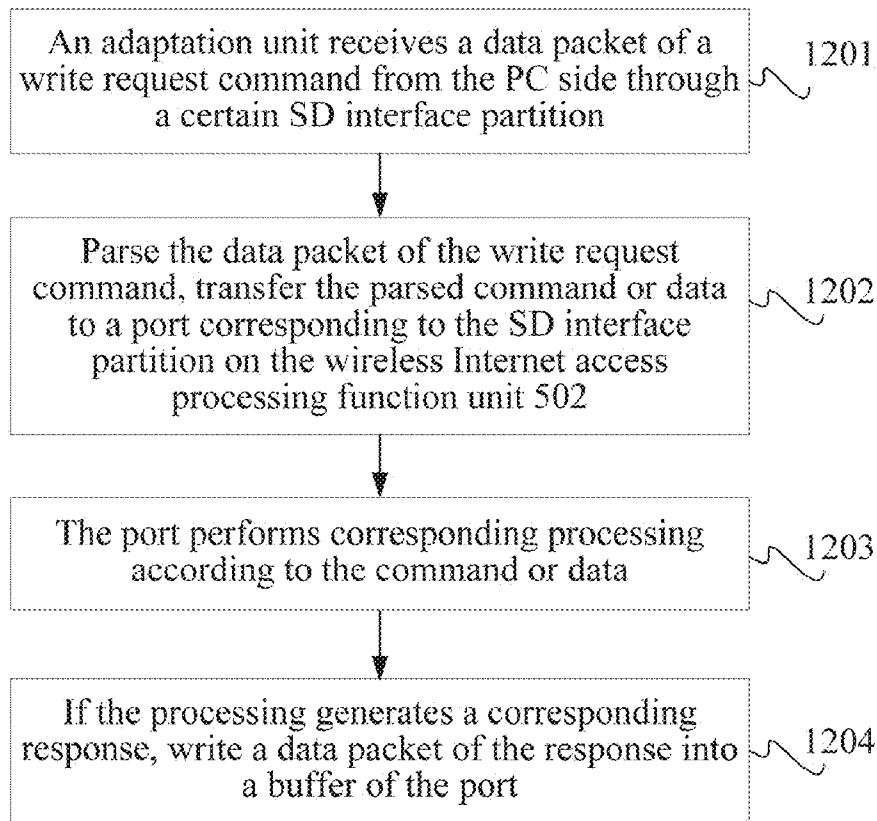 An adaptation unit receives a data packet of a
write request command from the PC side through
a certain SD interface partition
1201
Parse the data packet of the write request
command, transfer the parsed command or data
to a port corresponding to the SD interface
partition on the wireless Internet access
processing function unit 502
1202
The port performs corresponding processing
according to the command or data
1203
If the processing generates a corresponding
response, write a data packet of the response into
a buffer of the port
1204